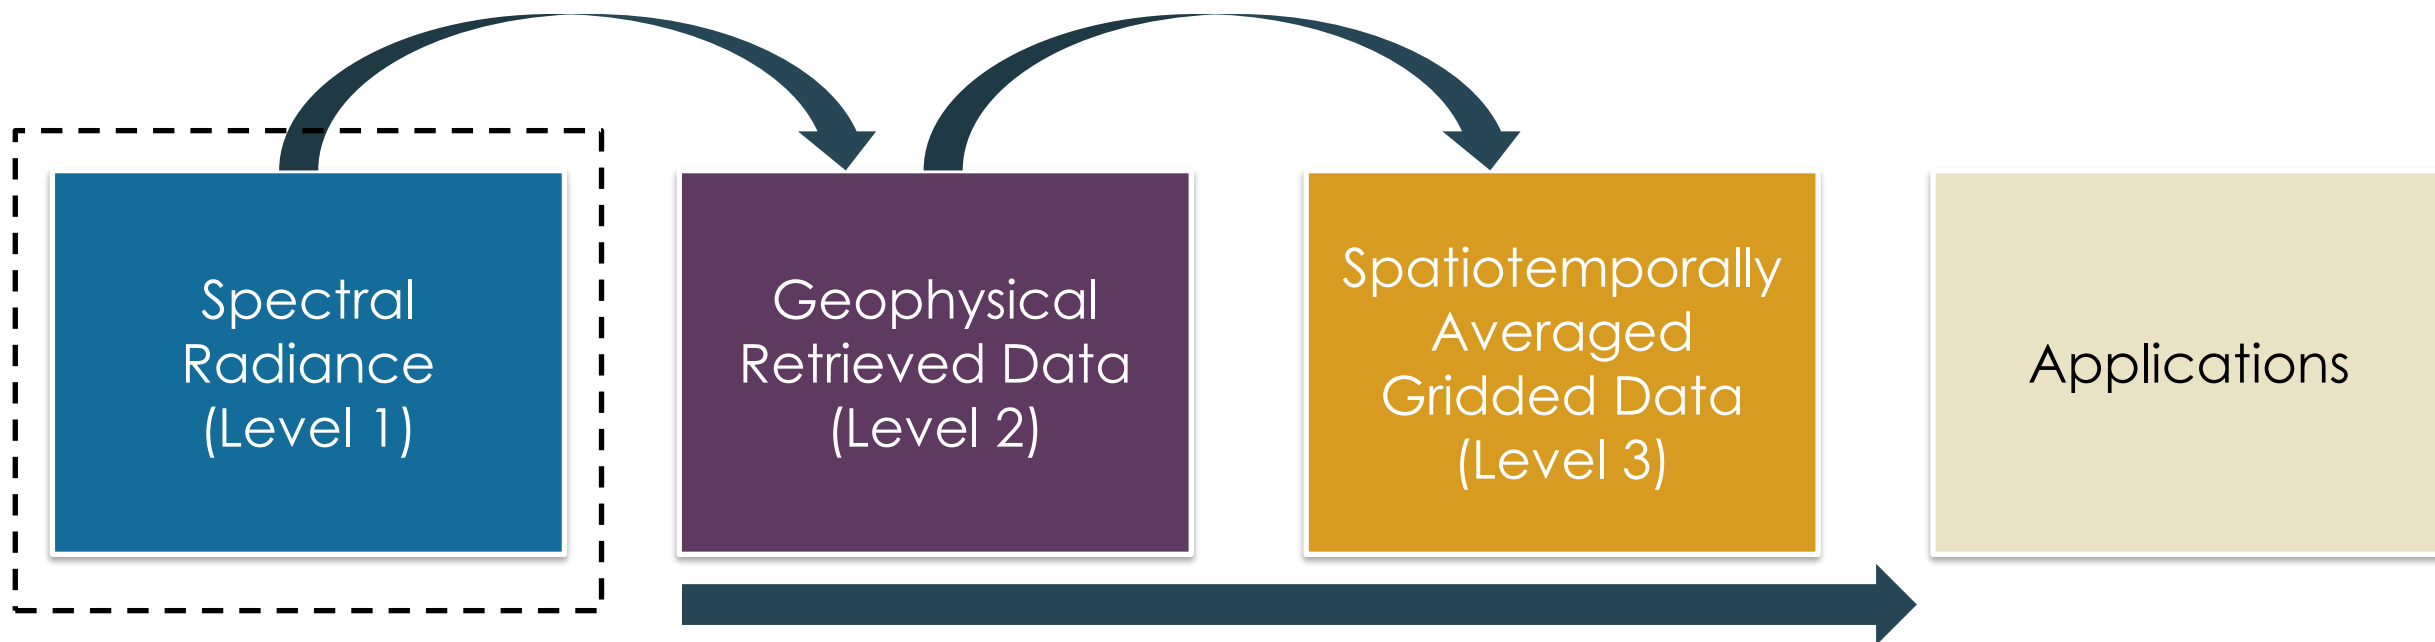 Spectral
Radiance
(Level 1)
Geophysical
Retrieved Data
(Level 2)
Spatiotemporally
Averaged
Gridded Data
(Level 3)
Applications